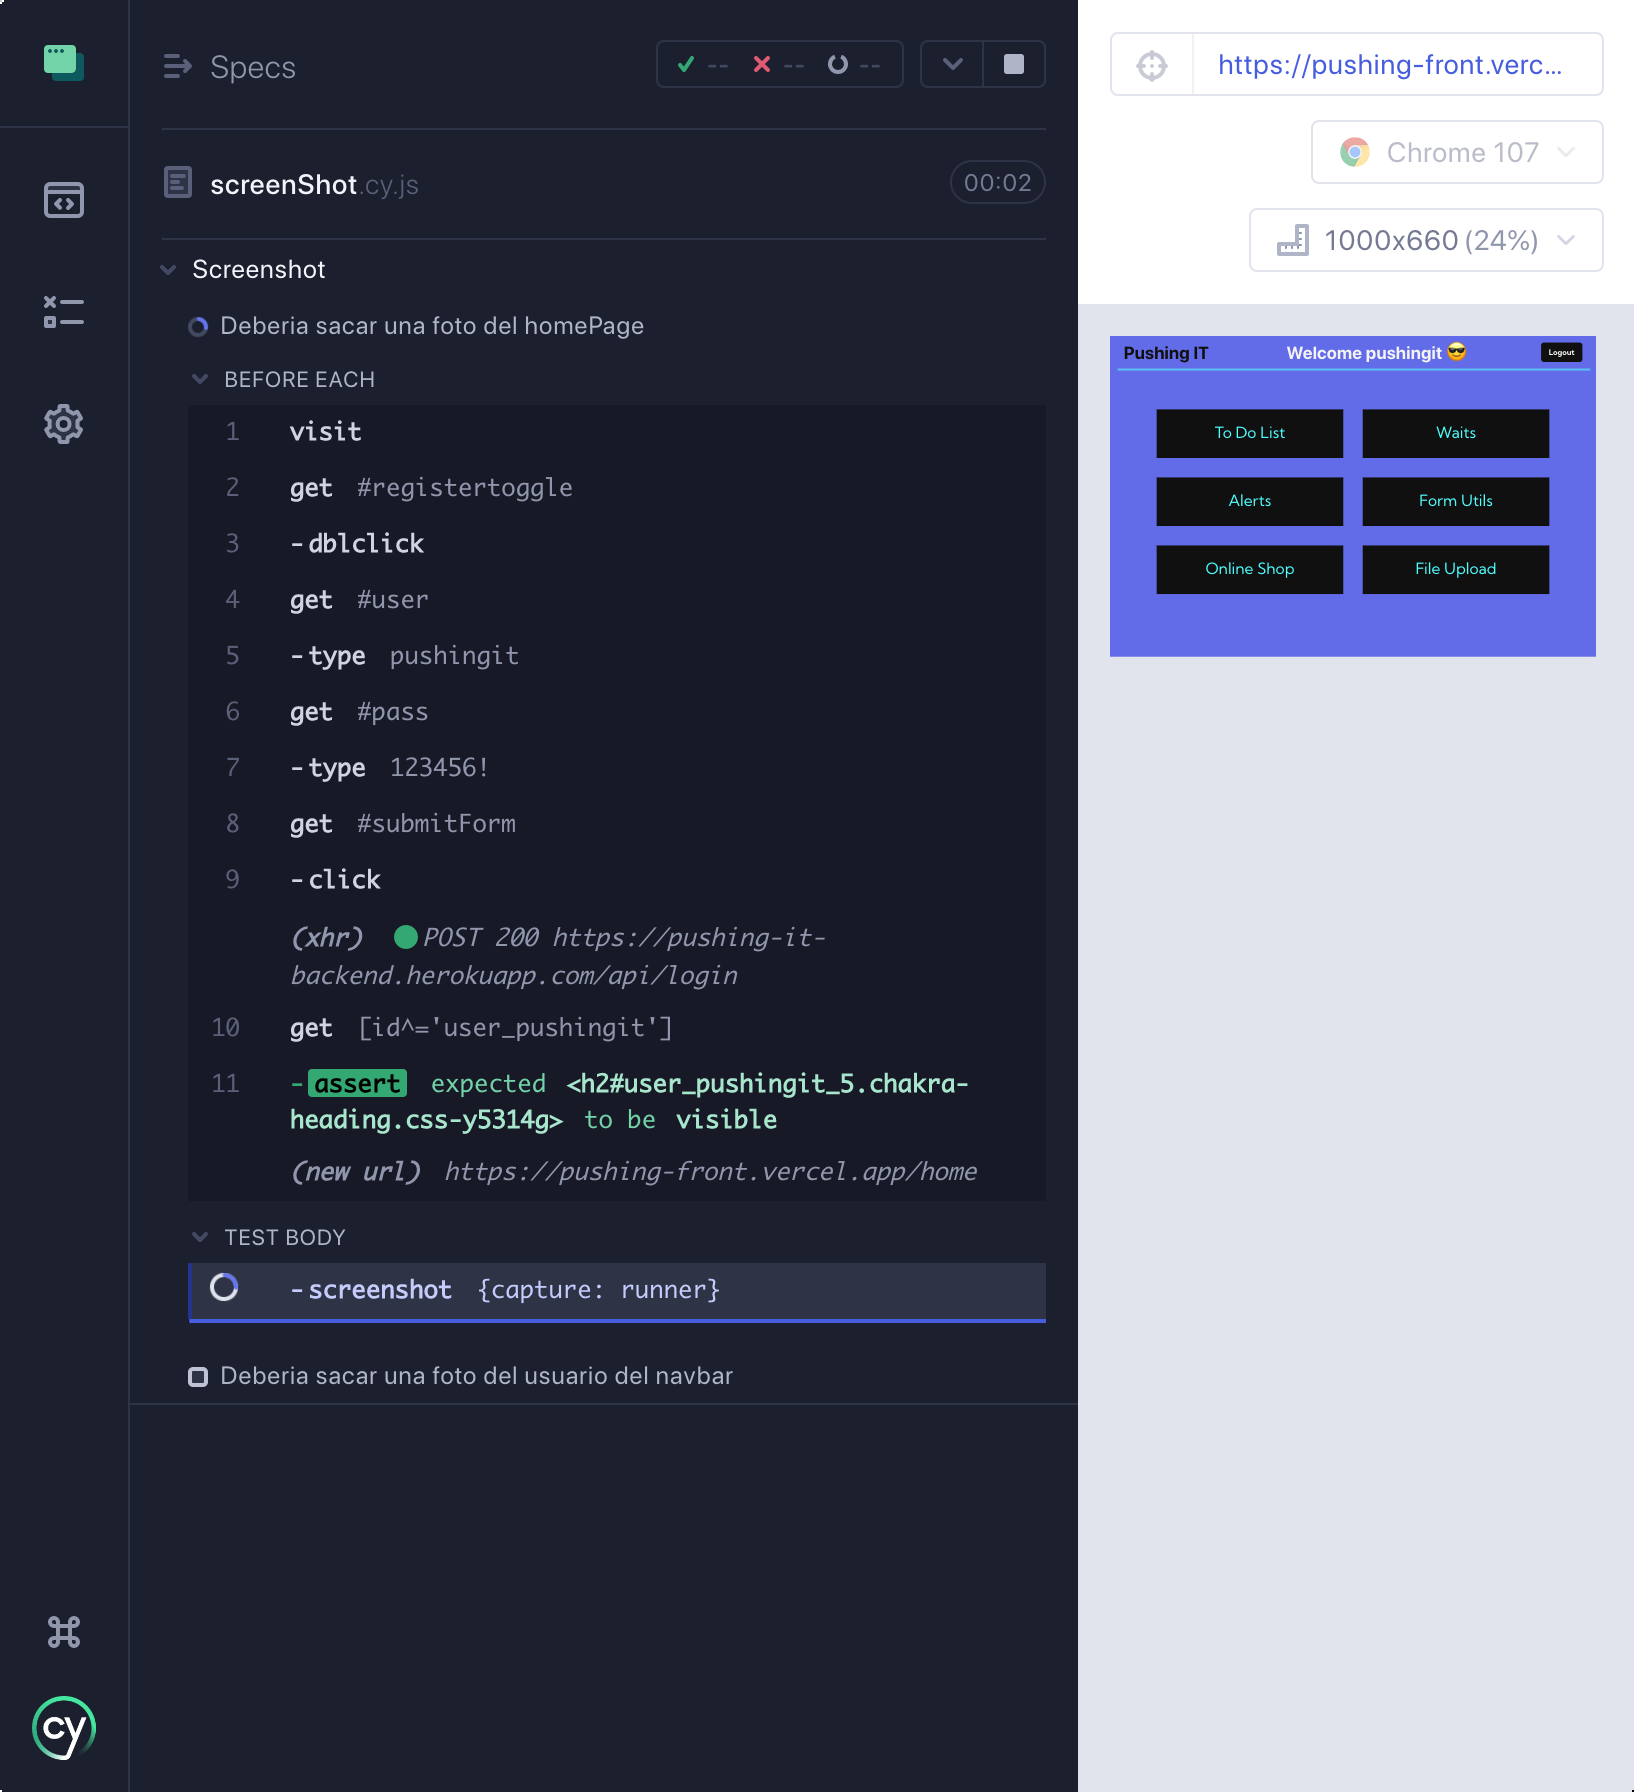 Specs
-- -- --
screenShot.cy.js
00:02
Screenshot
Deberia sacar una foto del homePage
BEFORE EACH
1 visit
2 get #registertoggle
3 -dblclick
4 get #user
5 -type pushingit
6 get #pass
7 -type 123456!
8 get #submitForm
9 -click
(xhr) POST 200 https://pushing-it-
backend.herokuapp.com/api/login
10 get [id^='user_pushingit']
11 -assert expected <h2#user_pushingit_5.chakra-
heading.css-y5314g> to be visible
(new url) https://pushing-front.vercel.app/home
TEST BODY
-screenshot {capture: runner}
Deberia sacar una foto del usuario del navbar
cy
https://pushing-front.verc...
Chrome 107
1000x660 (24%)
Pushing IT
Welcome pushingit 😎
Logout
To Do List
Waits
Alerts
Form Utils
Online Shop
File Upload